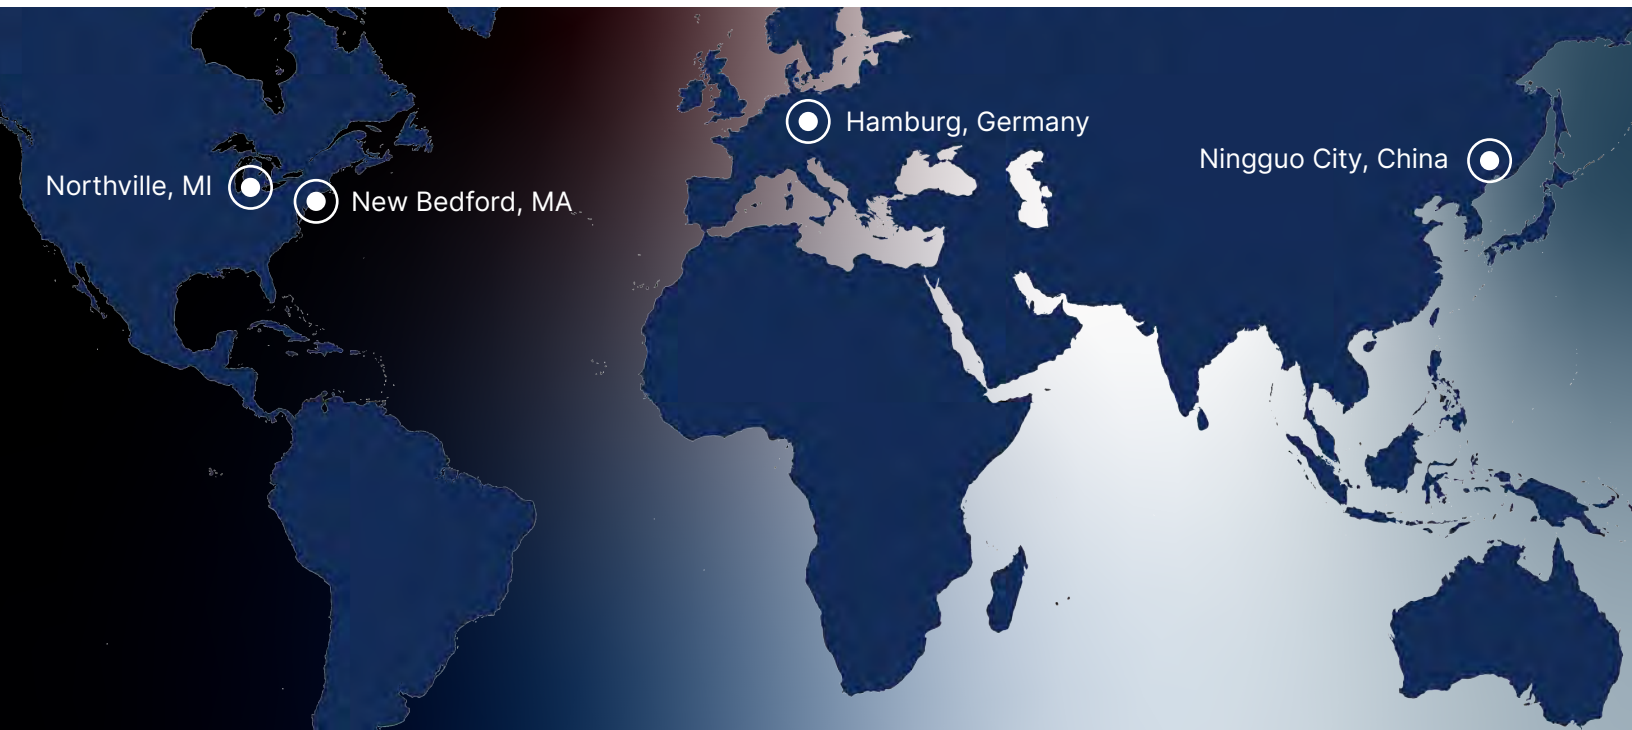 Hamburg, Germany
Ningguo City, China
Northville, MI
New Bedford, MA